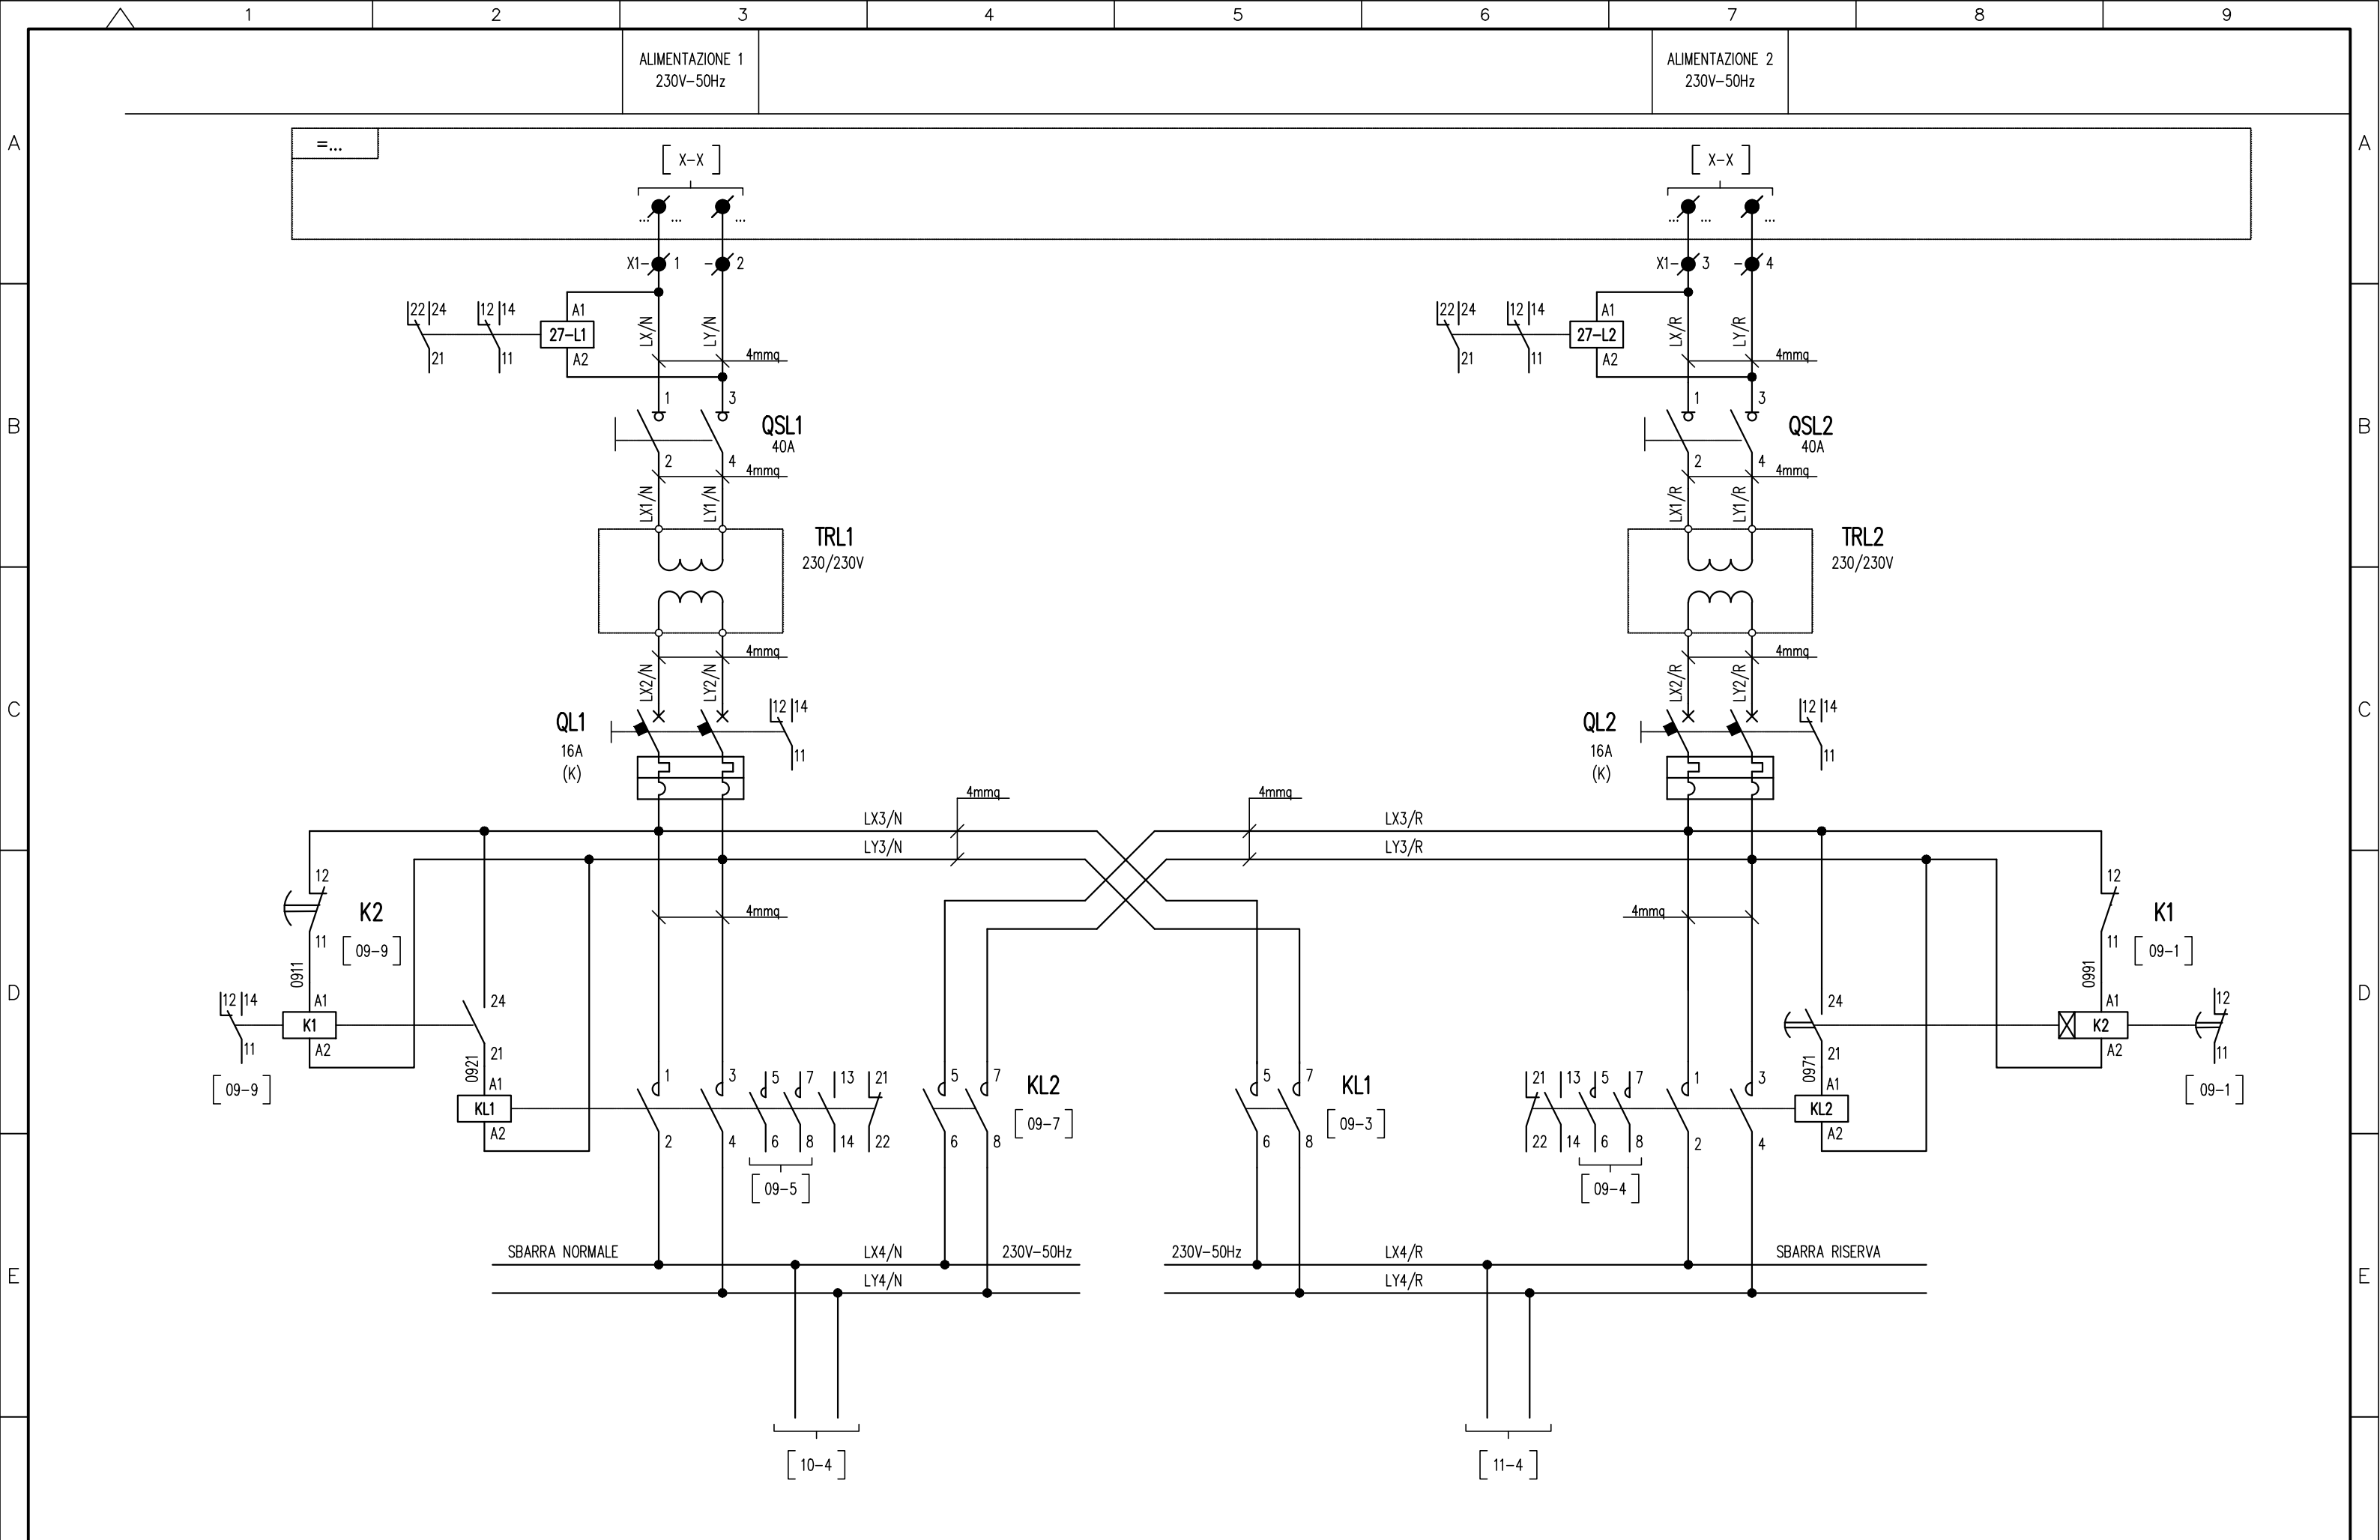 1 2 3 4 5 6 7 8 9
ALIMENTAZIONE 1
230V-50Hz
ALIMENTAZIONE 2
230V-50Hz
A =... A
X-X X-X
... ... ... ... ... ...
X1- 1 - 2 X1- 3 - 4
22 24 12 14 A1 22 24 12 14 A1
27-L1 LX/N LY/N 27-L2 LX/R LY/R
21 11 A2 4mmq 21 11 A2 4mmq
1 3 1 3
B QSL1 QSL2 B
40A 40A
2 4 4mmq 2 4 4mmq
LX1/N LY1/N LX1/R LY1/R
TRL1 TRL2
230/230V 230/230V
4mmq 4mmq
LX2/N LY2/N LX2/R LY2/R
C 12 14 12 14 C
QL1 QL2
16A 11 16A 11
(K) (K)
4mmq 4mmq
LX3/N LX3/R
LY3/N LY3/R
12 12
K2 4mmq 4mmq K1
11 09-9 11 09-1
0911 0991
D D
12 14 A1 24 24 A1 12
K1 K2
11 A2 21 21 A2 11
09-9 0921 0971 09-1
A1 1 3 5 7 13 21 5 7 KL2 5 7 KL1 21 13 5 7 1 3 A1
KL1 09-7 09-3 KL2
A2 2 4 6 8 14 22 6 8 6 8 22 14 6 8 2 4 A2
09-5 09-4
SBARRA NORMALE LX4/N 230V-50Hz 230V-50Hz LX4/R SBARRA RISERVA
E LY4/N LY4/R E
10-4 11-4